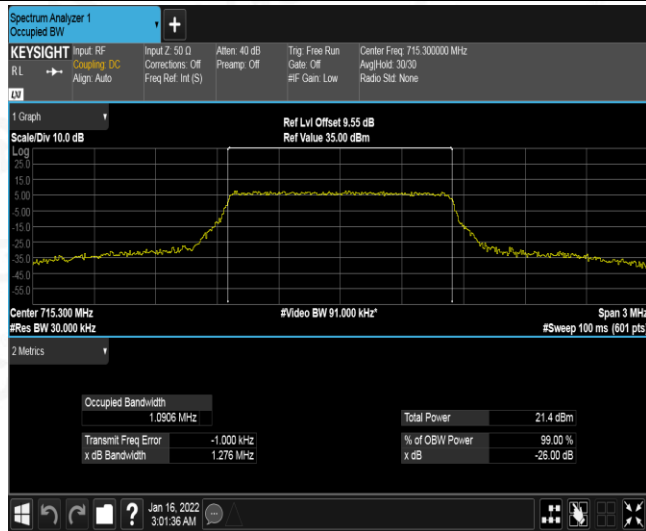 Spectrum Analyzer 1
Occupied BW
+
KEYSIGHT
RL
LXI
Input: RF
Coupling: DC
Align: Auto
Input Z: 50 Ω
Corrections: Off
Freq Ref: Int (S)
Atten: 40 dB
Preamp: Off
Trig: Free Run
Gate: Off
#IF Gain: Low
Center Freq: 715.300000 MHz
Avg|Hold: 30/30
Radio Std: None
1 Graph
Scale/Div 10.0 dB
Ref Lvl Offset 9.55 dB
Ref Value 35.00 dBm
Log
25.0
15.0
5.00
-5.00
-15.0
-25.0
-35.0
-45.0
-55.0
Center 715.300 MHz
#Res BW 30.000 kHz
#Video BW 91.000 kHz*
Span 3 MHz
#Sweep 100 ms (601 pts)
2 Metrics
Occupied Bandwidth
1.0906 MHz
Transmit Freq Error -1.000 kHz
x dB Bandwidth 1.276 MHz
Total Power 21.4 dBm
% of OBW Power 99.00 %
x dB -26.00 dB
?
Jan 16, 2022
3:01:36 AM